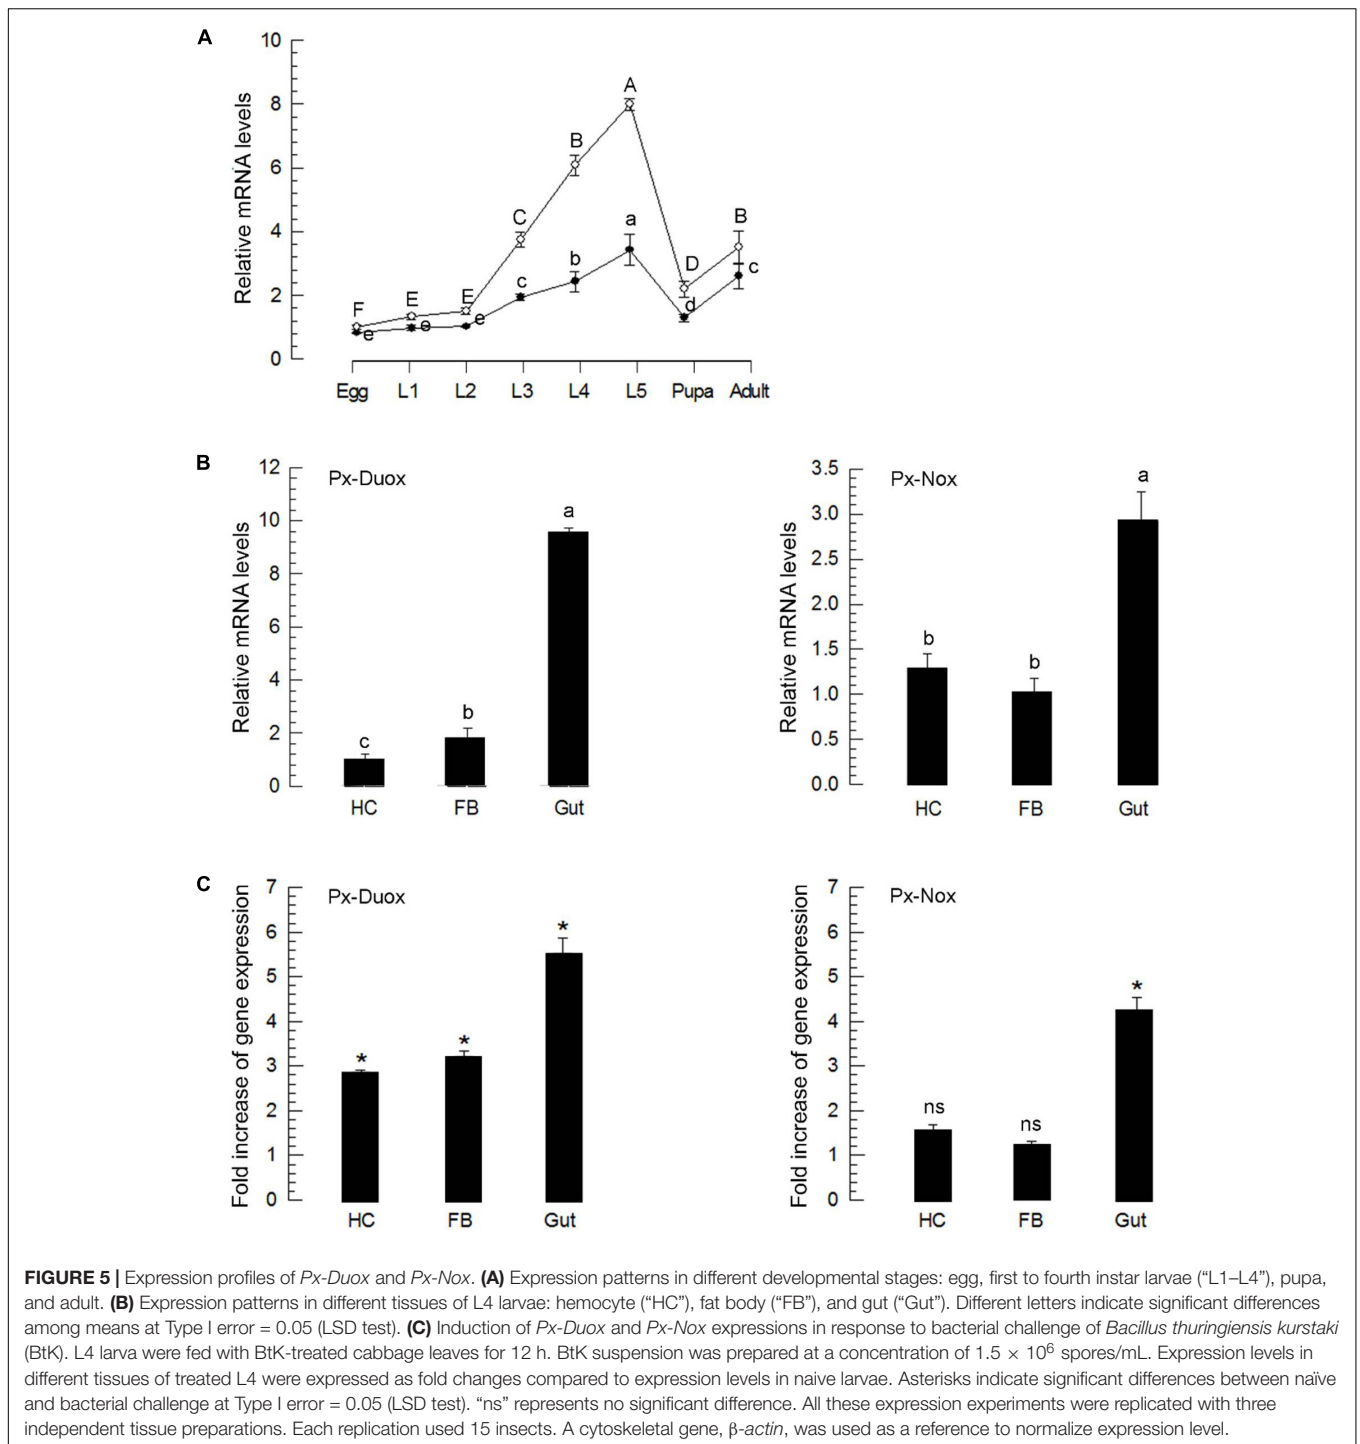 A
10
8
6
4
2
0
Relative mRNA levels
F
E
E
C
B
A
D
B
e
e
e
c
b
a
d
c
Egg L1 L2 L3 L4 L5 Pupa Adult
B
Px-Duox
12
10
8
6
4
2
0
Relative mRNA levels
c
b
a
HC FB Gut
Px-Nox
3.5
3.0
2.5
2.0
1.5
1.0
0.5
0.0
Relative mRNA levels
b
b
a
HC FB Gut
C
Px-Duox
7
6
5
4
3
2
1
0
Fold increase of gene expression
*
*
*
HC FB Gut
Px-Nox
7
6
5
4
3
2
1
0
Fold increase of gene expression
ns
ns
*
HC FB Gut
FIGURE 5 | Expression profiles of Px-Duox and Px-Nox. (A) Expression patterns in different developmental stages: egg, first to fourth instar larvae (“L1–L4”), pupa,
and adult. (B) Expression patterns in different tissues of L4 larvae: hemocyte (“HC”), fat body (“FB”), and gut (“Gut”). Different letters indicate significant differences
among means at Type I error = 0.05 (LSD test). (C) Induction of Px-Duox and Px-Nox expressions in response to bacterial challenge of Bacillus thuringiensis kurstaki
(BtK). L4 larva were fed with BtK-treated cabbage leaves for 12 h. BtK suspension was prepared at a concentration of 1.5 × 10⁶ spores/mL. Expression levels in
different tissues of treated L4 were expressed as fold changes compared to expression levels in naive larvae. Asterisks indicate significant differences between naïve
and bacterial challenge at Type I error = 0.05 (LSD test). “ns” represents no significant difference. All these expression experiments were replicated with three
independent tissue preparations. Each replication used 15 insects. A cytoskeletal gene, β-actin, was used as a reference to normalize expression level.